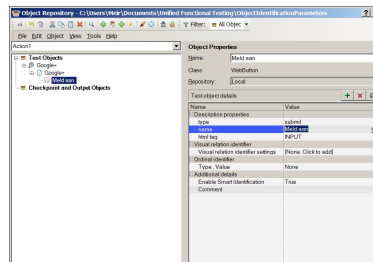 Object Repository - C:\Users\Meir\Documents\Unified Functional Testing\ObjectIdentificationParameters
Filter: All Objec
File Edit Object View Tools Help
Action1
Test Objects
Google+
Google+
Meld aan
Checkpoint and Output Objects
Object Properties
Name: Meld aan
Class: WebButton
Repository: Local
Test object details
Name Value
Description properties
type submit
name Meld aan
html tag INPUT
Visual relation identifier
Visual relation identifier settings [None. Click to add]
Ordinal identifier
Type , Value None
Additional details
Enable Smart Identification True
Comment